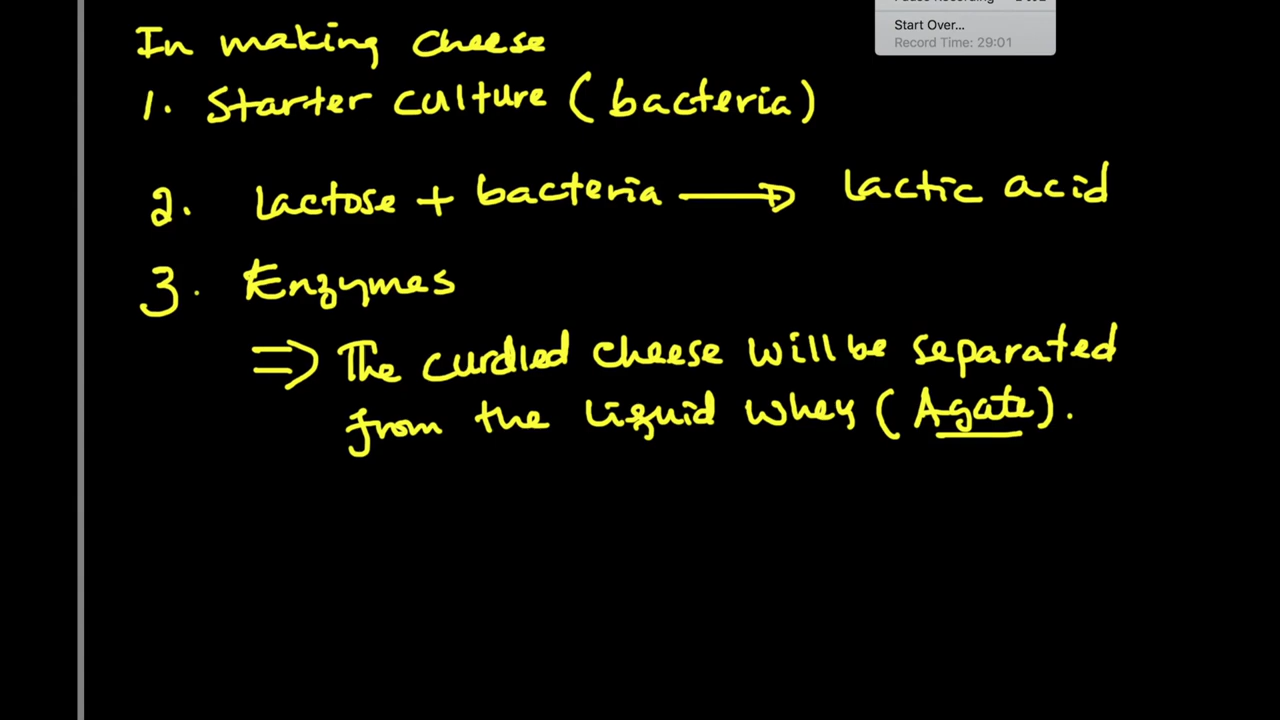 Start Over...
Record Time: 29:01
In making cheese
1. Starter culture (bacteria)
2. Lactose + bacteria ⟶ Lactic acid
3. Enzymes
⇒ The curdled cheese will be separated
from the liquid whey (Agate).